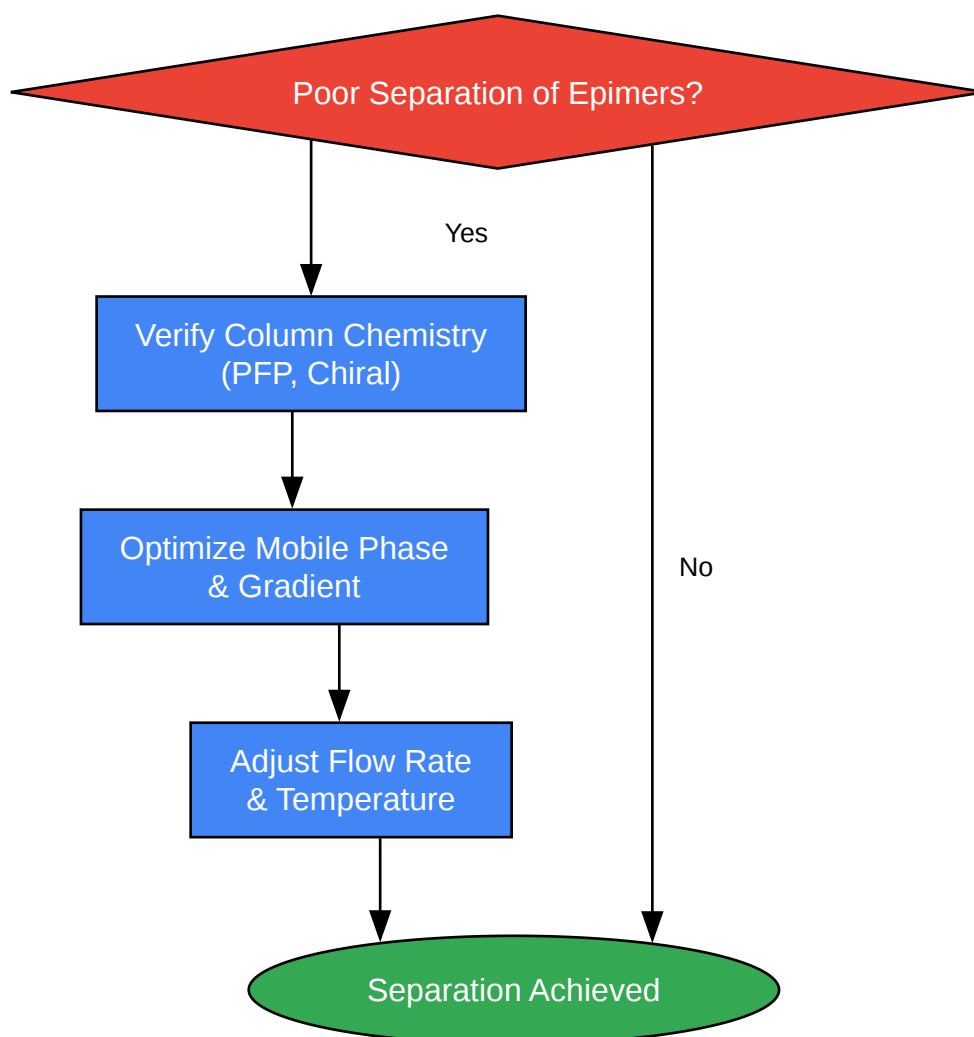 Poor Separation of Epimers?
Yes
Verify Column Chemistry
(PFP, Chiral)
Optimize Mobile Phase
& Gradient
No
Adjust Flow Rate
& Temperature
Separation Achieved